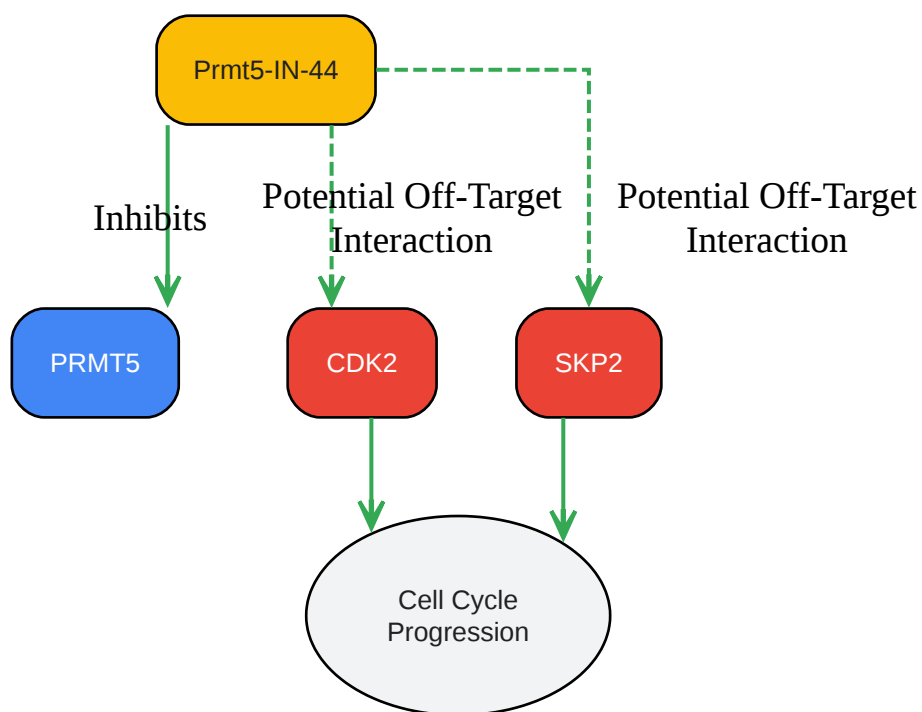 Prmt5-IN-44
Inhibits
Potential Off-Target
Interaction
Potential Off-Target
Interaction
PRMT5
CDK2
SKP2
Cell Cycle
Progression